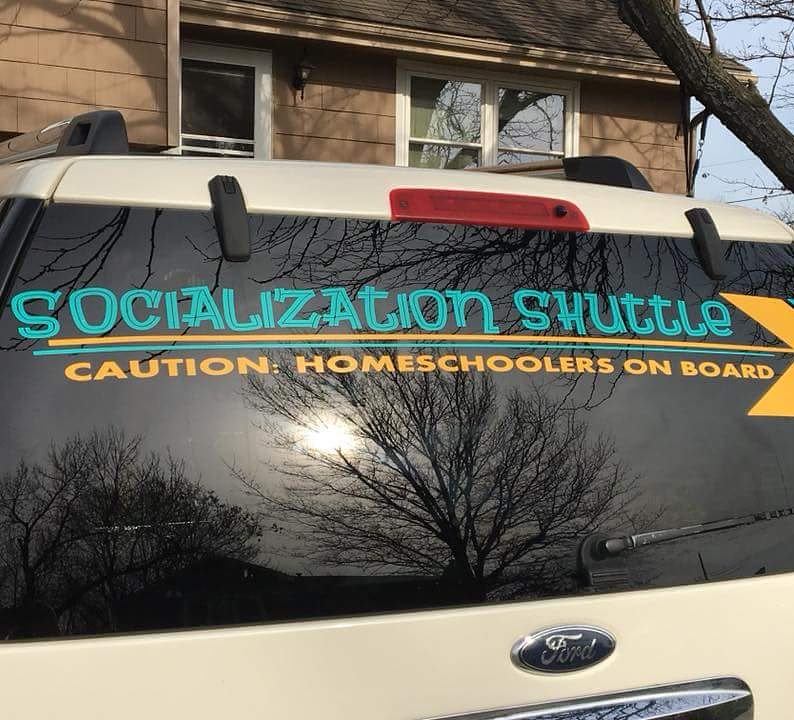 SOCIALIZATION SHUTTLE
CAUTION: HOMESCHOOLERS ON BOARD
Ford